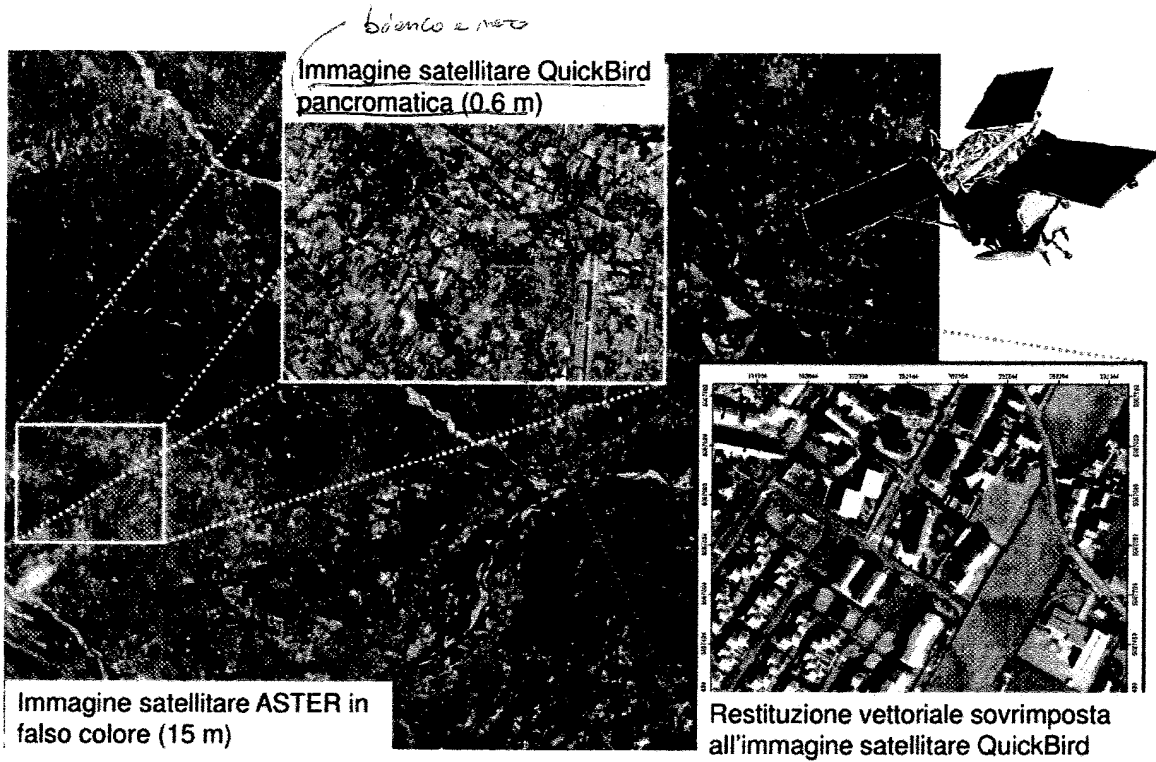 bianco e nero
Immagine satellitare QuickBird
pancromatica (0.6 m)
Immagine satellitare ASTER in
falso colore (15 m)
Restituzione vettoriale sovrimposta
all'immagine satellitare QuickBird